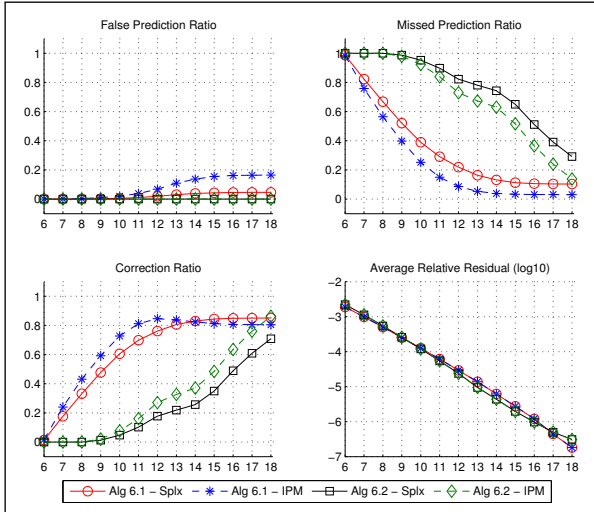 False Prediction Ratio
1
0.8
0.6
0.4
0.2
0
6 7 8 9 10 11 12 13 14 15 16 17 18
Missed Prediction Ratio
1
0.8
0.6
0.4
0.2
0
6 7 8 9 10 11 12 13 14 15 16 17 18
Correction Ratio
1
0.8
0.6
0.4
0.2
0
6 7 8 9 10 11 12 13 14 15 16 17 18
Average Relative Residual (log10)
−2
−3
−4
−5
−6
−7
6 7 8 9 10 11 12 13 14 15 16 17 18
Alg 6.1 − Splx Alg 6.1 − IPM Alg 6.2 − Splx Alg 6.2 − IPM